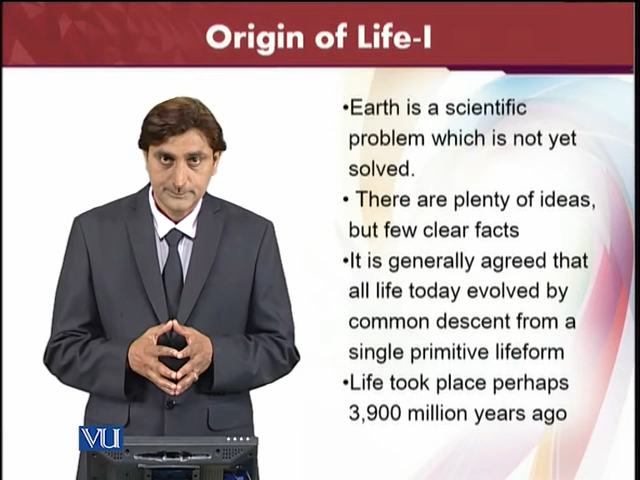 Origin of Life-I
•Earth is a scientific
problem which is not yet
solved.
• There are plenty of ideas,
but few clear facts
•It is generally agreed that
all life today evolved by
common descent from a
single primitive lifeform
•Life took place perhaps
3,900 million years ago
VU